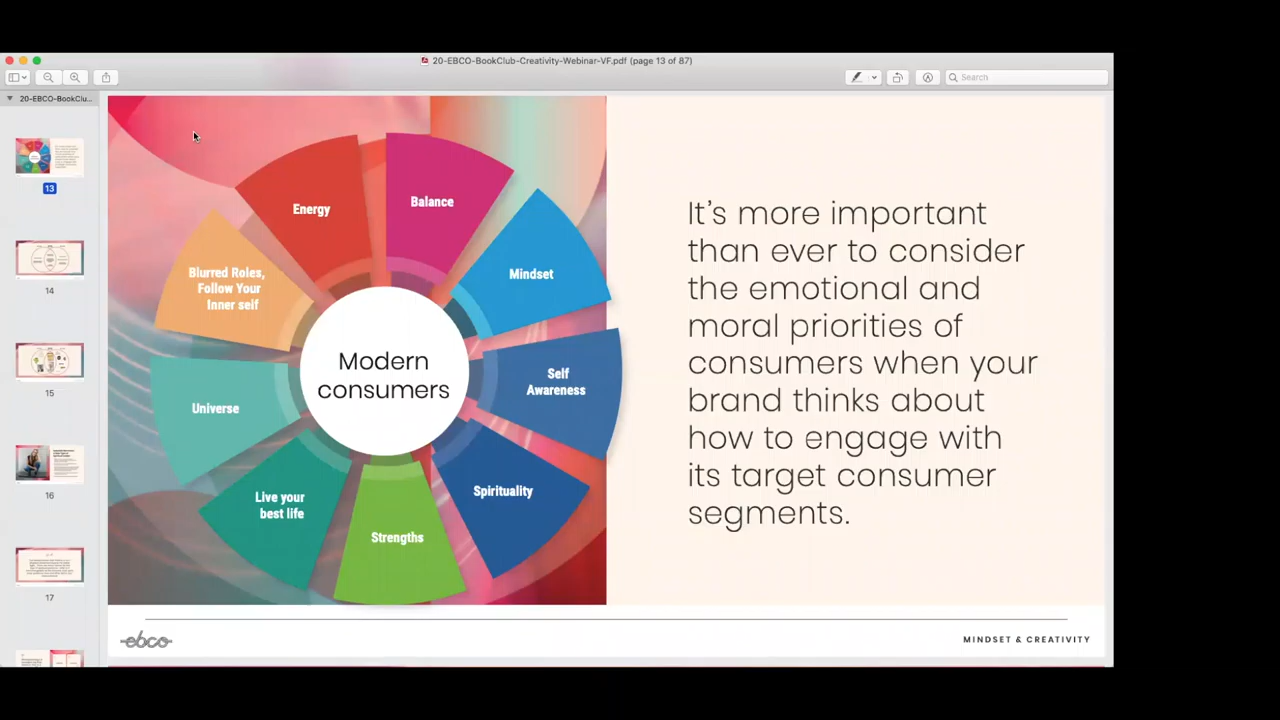 20-EBCO-BookClub-Creativity-Webinar-VF.pdf (page 13 of 87)
Search
20-EBCO-BookClu...
13
14
15
16
17
Energy
Balance
Mindset
Self
Awareness
Spirituality
Strengths
Live your
best life
Universe
Blurred Roles,
Follow Your
Inner self
Modern
consumers
It's more important
than ever to consider
the emotional and
moral priorities of
consumers when your
brand thinks about
how to engage with
its target consumer
segments.
ebco
MINDSET & CREATIVITY